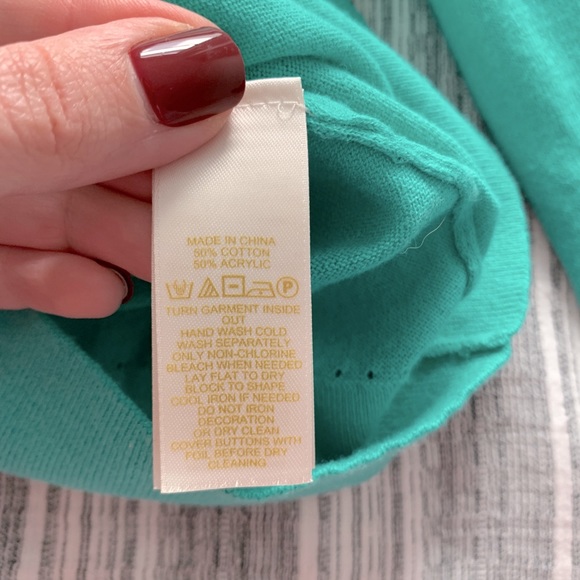 MADE IN CHINA
50% COTTON
50% ACRYLIC
P
TURN GARMENT INSIDE
OUT
HAND WASH COLD
WASH SEPARATELY
ONLY NON-CHLORINE
BLEACH WHEN NEEDED
LAY FLAT TO DRY
BLOCK TO SHAPE
COOL IRON IF NEEDED
DO NOT IRON
DECORATION
OR DRY CLEAN
COVER BUTTONS WITH
FOIL BEFORE DRY
CLEANING